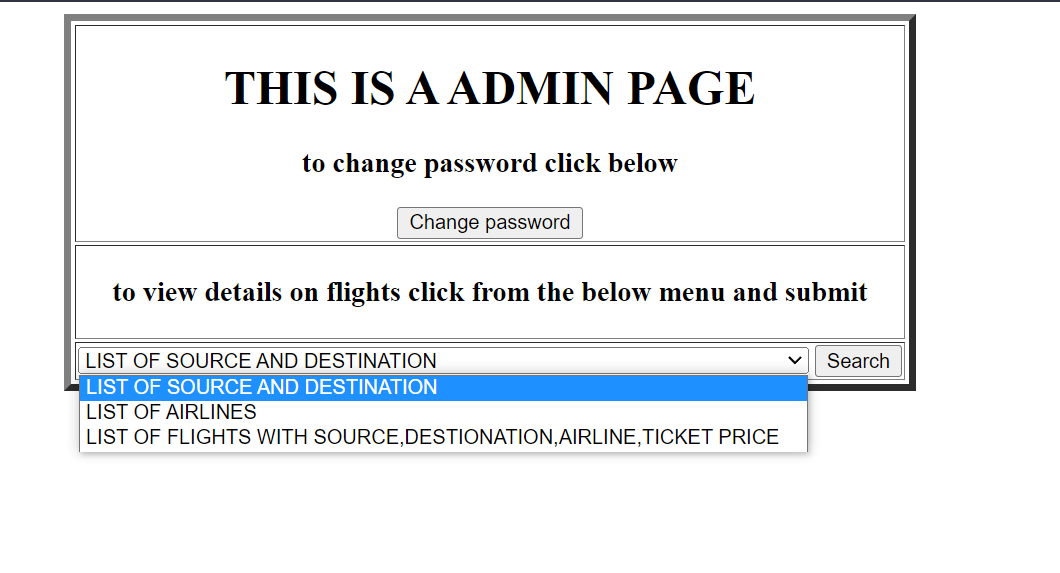 THIS IS A ADMIN PAGE
to change password click below
Change password
to view details on flights click from the below menu and submit
LIST OF SOURCE AND DESTINATION
Search
LIST OF SOURCE AND DESTINATION
LIST OF AIRLINES
LIST OF FLIGHTS WITH SOURCE,DESTIONATION,AIRLINE,TICKET PRICE